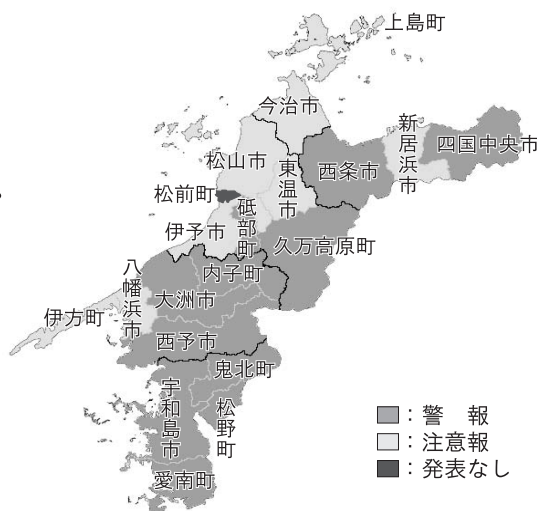 上島町
今治市
新居浜市
四国中央市
松山市
東温市
西条市
松前町
砥部町
伊予市
久万高原町
八幡浜市
内子町
大洲市
伊方町
西予市
鬼北町
宇和島市
松野町
愛南町
：警　報
：注意報
：発表なし